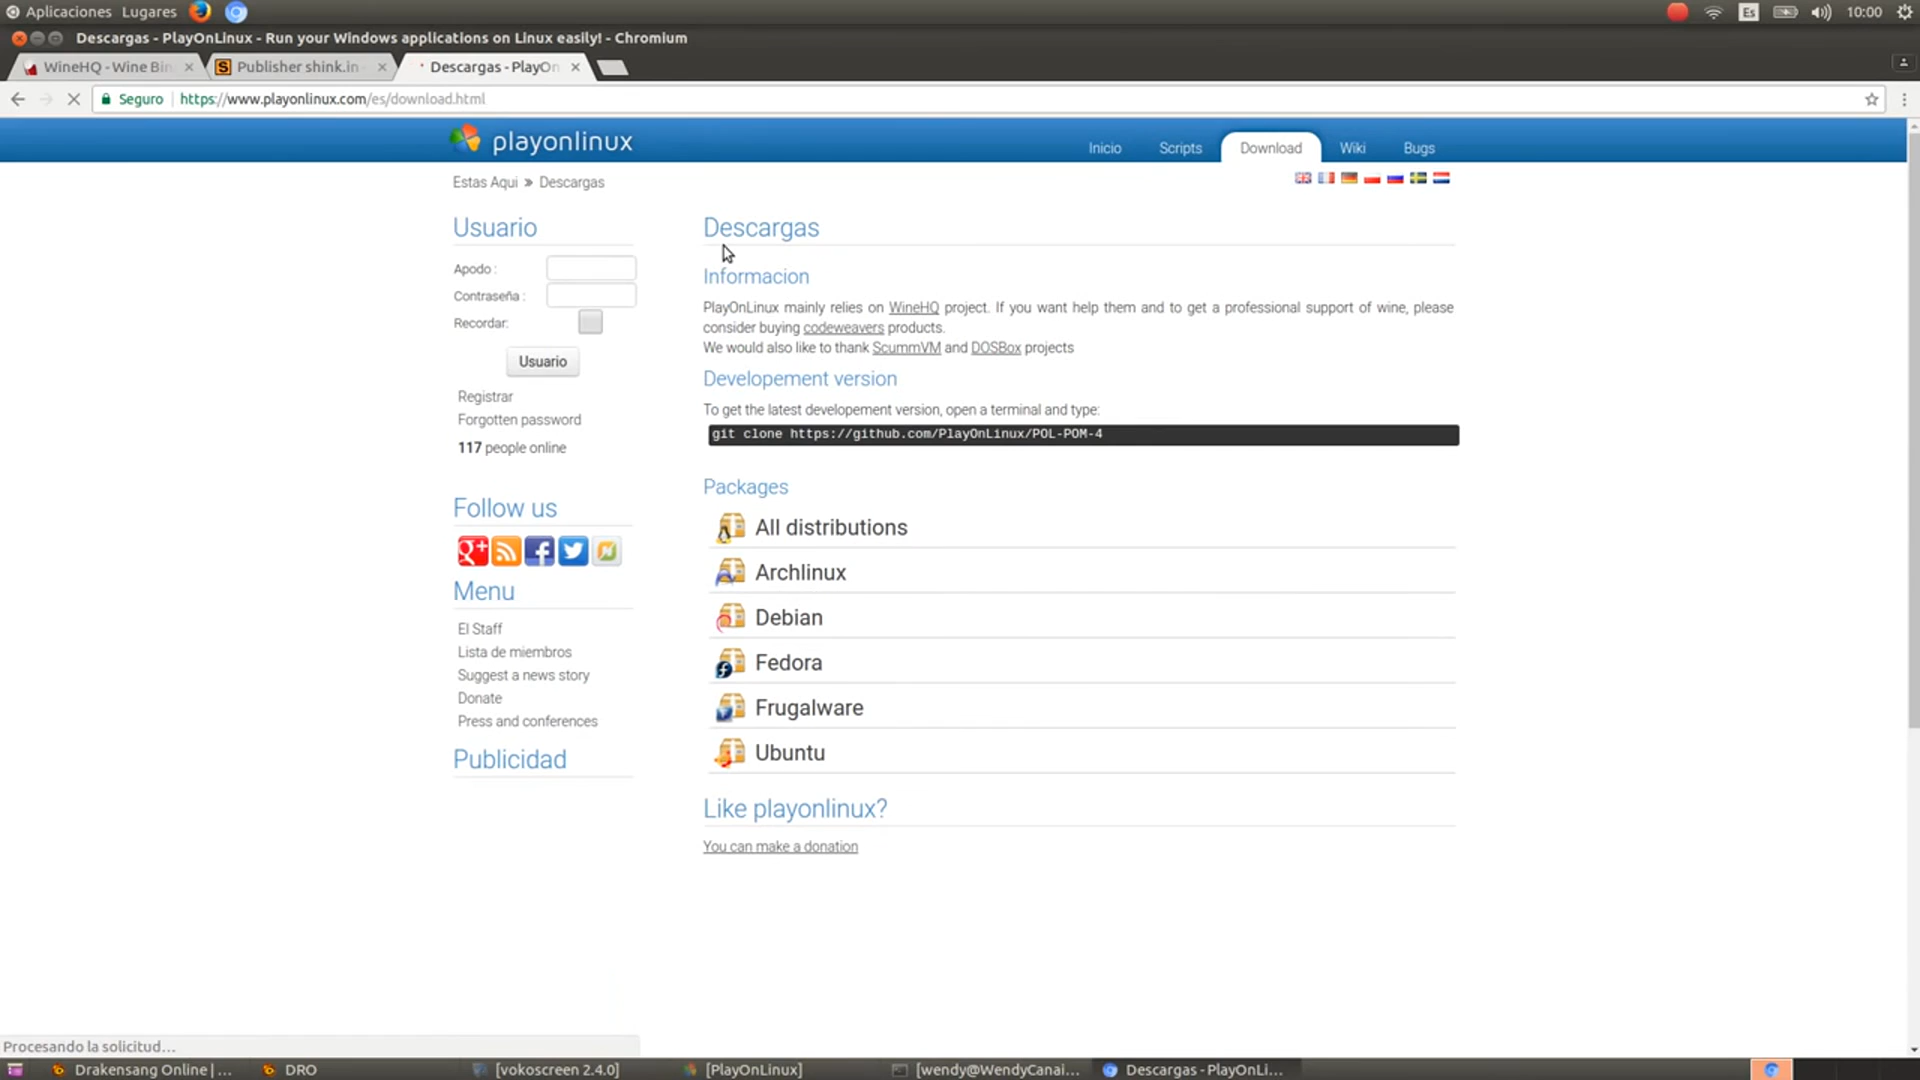 Aplicaciones Lugares Es 10:00
Descargas - PlayOnLinux - Run your Windows applications on Linux easily! - Chromium
WineHQ - Wine Bin Publisher shink.in Descargas - PlayOn
Seguro https://www.playonlinux.com/es/download.html
playonlinux
Inicio Scripts Download Wiki Bugs
Estas Aqui » Descargas
Usuario
Apodo :
Contraseña :
Recordar:
Usuario
Registrar
Forgotten password
117 people online
Follow us
Menu
El Staff
Lista de miembros
Suggest a news story
Donate
Press and conferences
Publicidad
Descargas
Informacion
PlayOnLinux mainly relies on WineHQ project. If you want help them and to get a professional support of wine, please
consider buying codeweavers products.
We would also like to thank ScummVM and DOSBox projects
Developement version
To get the latest developement version, open a terminal and type:
git clone https://github.com/PlayOnLinux/POL-POM-4
Packages
All distributions
Archlinux
Debian
Fedora
Frugalware
Ubuntu
Like playonlinux?
You can make a donation
Procesando la solicitud...
Drakensang Online | ... DRO [vokoscreen 2.4.0] [PlayOnLinux] [wendy@WendyCanai... Descargas - PlayOnLi...